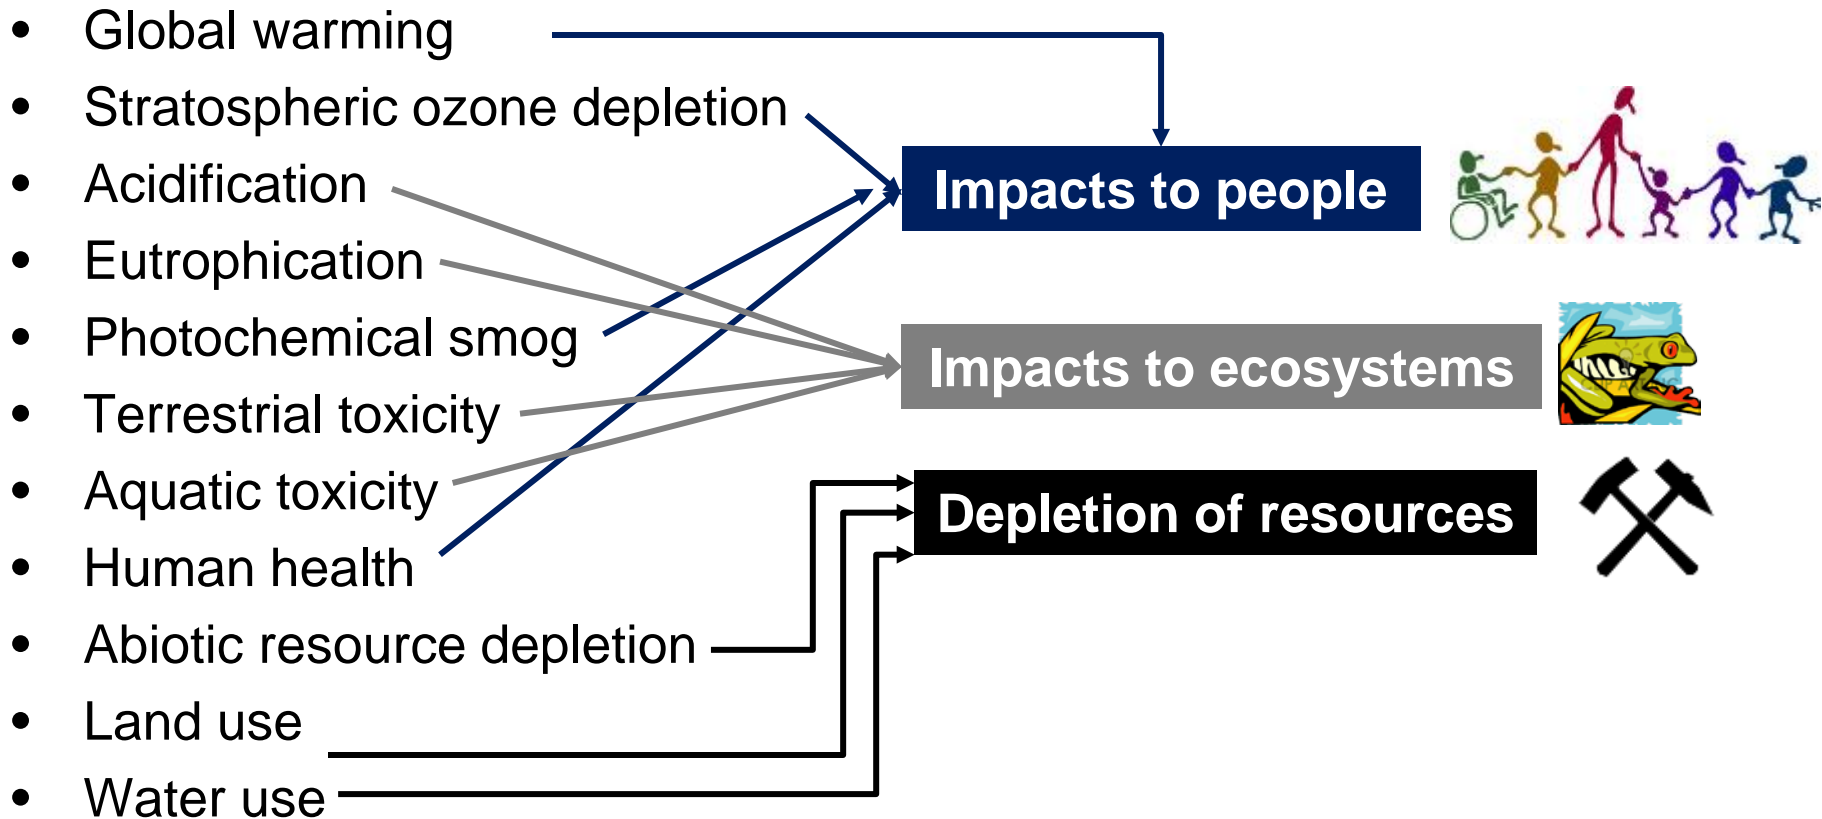 • Global warming
• Stratospheric ozone depletion
• Acidification
• Eutrophication
• Photochemical smog
• Terrestrial toxicity
• Aquatic toxicity
• Human health
• Abiotic resource depletion
• Land use
• Water use
Impacts to people
Impacts to ecosystems
Depletion of resources